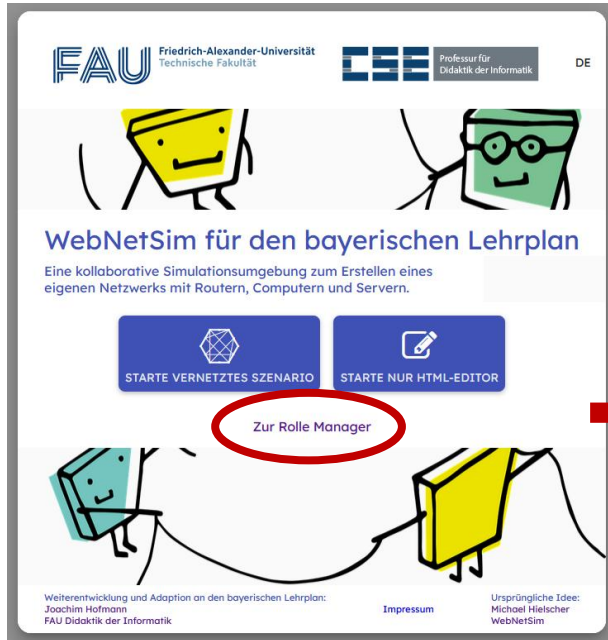 FAU Friedrich-Alexander-Universität
Technische Fakultät
CSE Professur für
Didaktik der Informatik
DE
WebNetSim für den bayerischen Lehrplan
Eine kollaborative Simulationsumgebung zum Erstellen eines
eigenen Netzwerks mit Routern, Computern und Servern.
STARTE VERNETZTES SZENARIO
STARTE NUR HTML-EDITOR
Zur Rolle Manager
Weiterentwicklung und Adaption an den bayerischen Lehrplan:
Joachim Hofmann
FAU Didaktik der Informatik
Impressum
Ursprüngliche Idee:
Michael Hielscher
WebNetSim